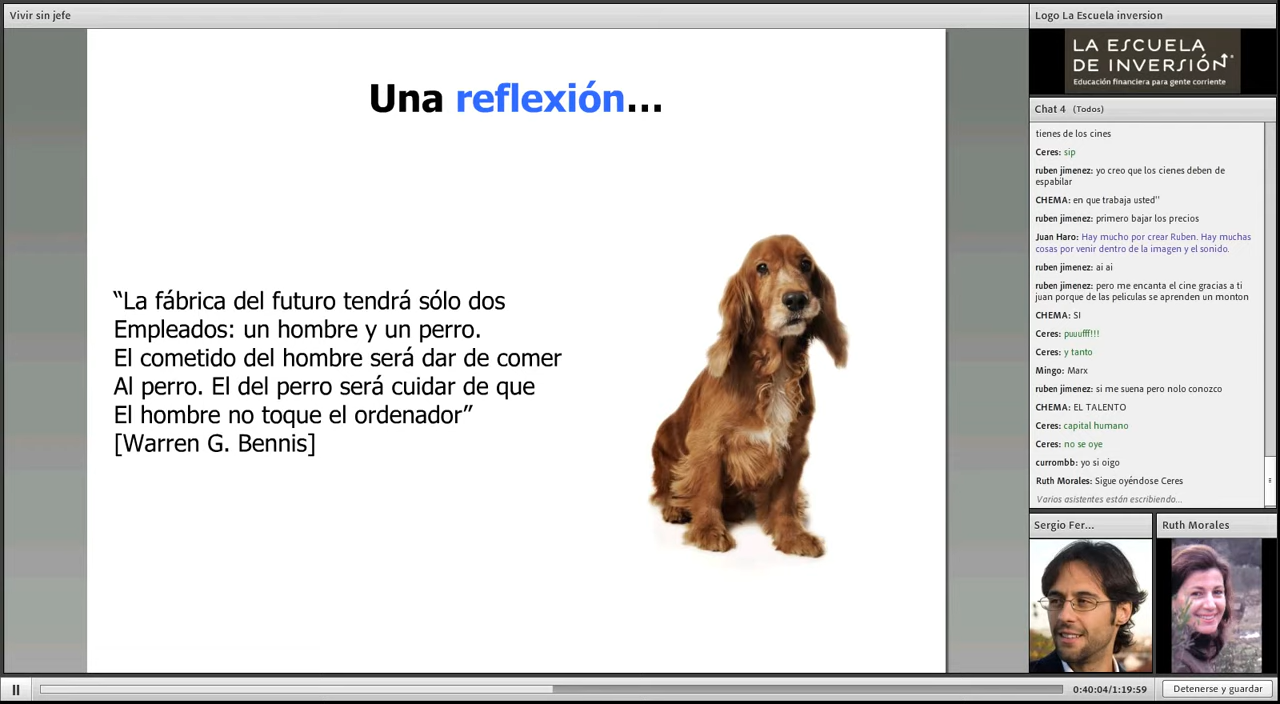 Vivir sin jefe
Una reflexión...
“La fábrica del futuro tendrá sólo dos
Empleados: un hombre y un perro.
El cometido del hombre será dar de comer
Al perro. El del perro será cuidar de que
El hombre no toque el ordenador”
[Warren G. Bennis]
Logo La Escuela inversion
LA ESCUELA
DE INVERSIÓN
Educación financiera para gente corriente
Chat 4 (Todos)
tienes de los cines
Ceres: sip
ruben jimenez: yo creo que los cienes deben de
espabilar
CHEMA: en que trabaja usted"
ruben jimenez: primero bajar los precios
Juan Haro: Hay mucho por crear Ruben. Hay muchas
cosas por venir dentro de la imagen y el sonido.
ruben jimenez: ai ai
ruben jimenez: pero me encanta el cine gracias a ti
juan porque de las peliculas se aprenden un monton
CHEMA: SI
Ceres: puuufff!!!
Ceres: y tanto
Mingo: Marx
ruben jimenez: si me suena pero nolo conozco
CHEMA: EL TALENTO
Ceres: capital humano
Ceres: no se oye
currombb: yo si oigo
Ruth Morales: Sigue oyéndose Ceres
Varios asistentes están escribiendo...
Sergio Fer...
Ruth Morales
0:40:04/1:19:59
Detenerse y guardar